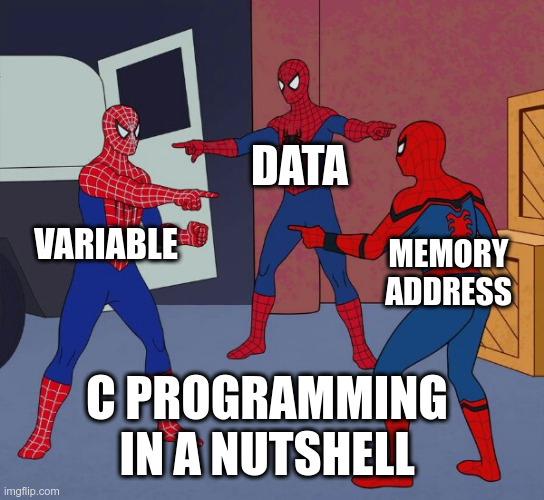 DATA
VARIABLE
MEMORY
ADDRESS
C PROGRAMMING
IN A NUTSHELL
imgflip.com